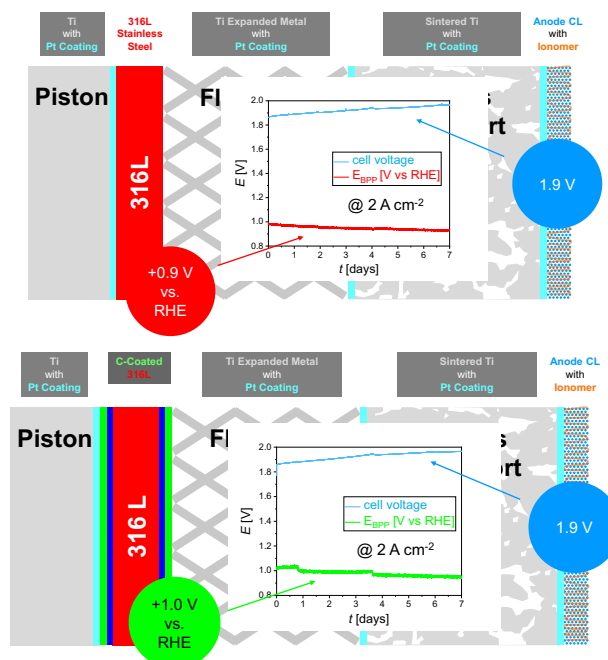 Ti
with
Pt Coating
316L
Stainless
Steel
Ti Expanded Metal
with
Pt Coating
Sintered Ti
with
Pt Coating
Anode CL
with
Ionomer
Piston
Fl
s
ort
316L
2.0
1.8
1.6
1.4
1.2
1.0
0.8
E [V]
cell voltage
EBPP [V vs RHE]
@ 2 A cm-2
0 1 2 3 4 5 6 7
t [days]
1.9 V
+0.9 V
vs.
RHE
Ti
with
Pt Coating
C-Coated
316L
Ti Expanded Metal
with
Pt Coating
Sintered Ti
with
Pt Coating
Anode CL
with
Ionomer
Piston
Fl
s
ort
316 L
2.0
1.8
1.6
1.4
1.2
1.0
0.8
E [V]
cell voltage
EBPP [V vs RHE]
@ 2 A cm-2
0 1 2 3 4 5 6 7
t [days]
1.9 V
+1.0 V
vs.
RHE